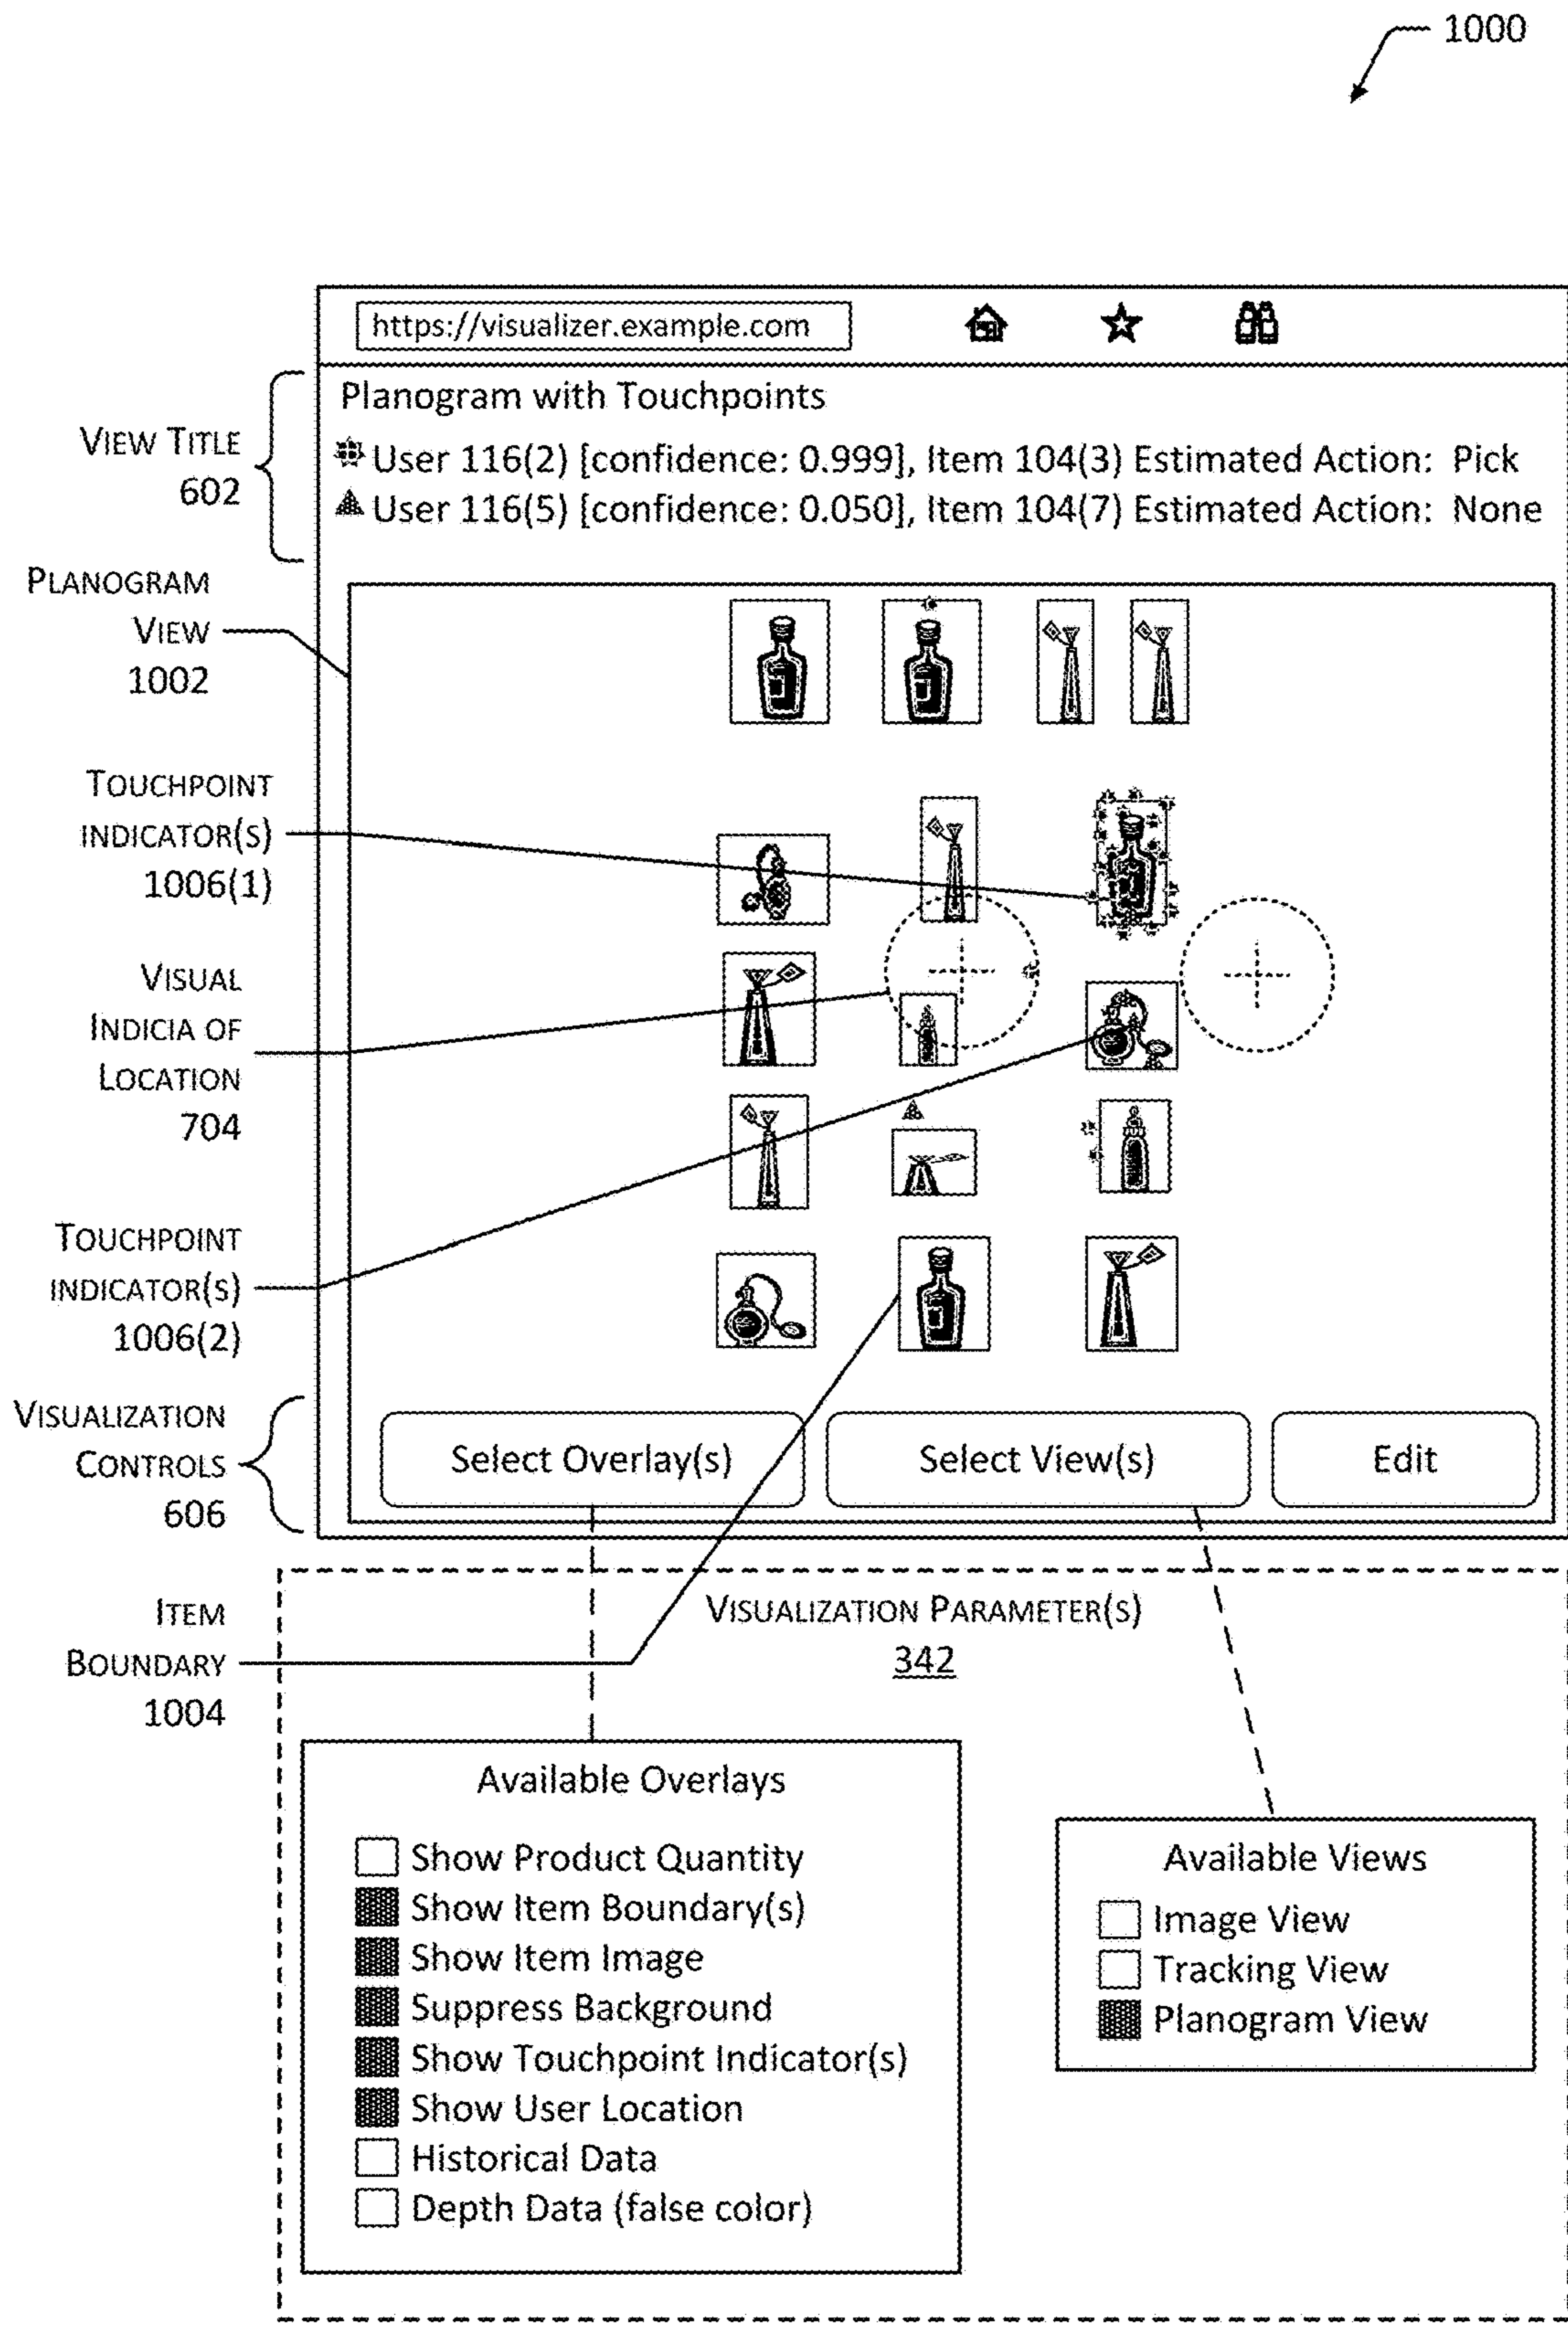 1000
https://visualizer.example.com
Planogram with Touchpoints
User 116(2) [confidence: 0.999], Item 104(3) Estimated Action: Pick
User 116(5) [confidence: 0.050], Item 104(7) Estimated Action: None
VIEW TITLE
602
PLANOGRAM
VIEW
1002
TOUCHPOINT
INDICATOR(S)
1006(1)
VISUAL
INDICIA OF
LOCATION
704
TOUCHPOINT
INDICATOR(S)
1006(2)
VISUALIZATION
CONTROLS
606
Select Overlay(s)
Select View(s)
Edit
ITEM
BOUNDARY
1004
VISUALIZATION PARAMETER(S)
342
Available Overlays
Show Product Quantity
Show Item Boundary(s)
Show Item Image
Suppress Background
Show Touchpoint Indicator(s)
Show User Location
Historical Data
Depth Data (false color)
Available Views
Image View
Tracking View
Planogram View